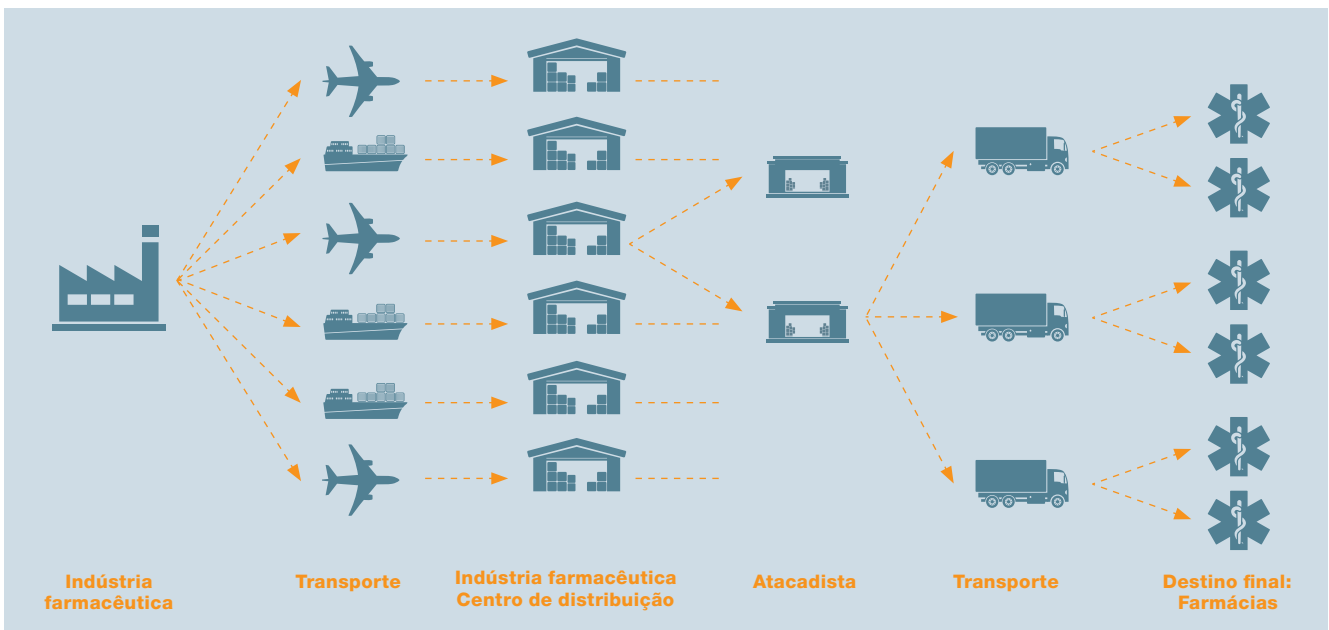 Indústria
farmacêutica
Transporte
Indústria farmacêutica
Centro de distribuição
Atacadista
Transporte
Destino final:
Farmácias